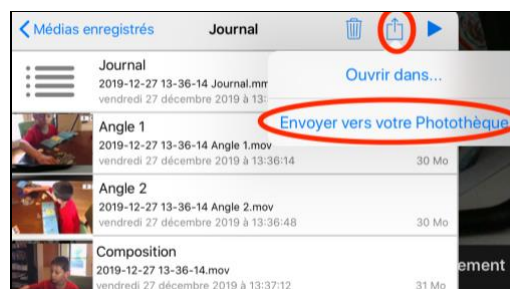 Médias enregistrés
Journal
Journal
2019-12-27 13-36-14 Journal.mm
vendredi 27 décembre 2019 à 13:
Ouvrir dans...
Envoyer vers votre Photothèque
Angle 1
2019-12-27 13-36-14 Angle 1.mov
vendredi 27 décembre 2019 à 13:36:14
30 Mo
Angle 2
2019-12-27 13-36-14 Angle 2.mov
vendredi 27 décembre 2019 à 13:36:48
30 Mo
Composition
2019-12-27 13-36-14.mov
vendredi 27 décembre 2019 à 13:37:12
31 Mo
ement